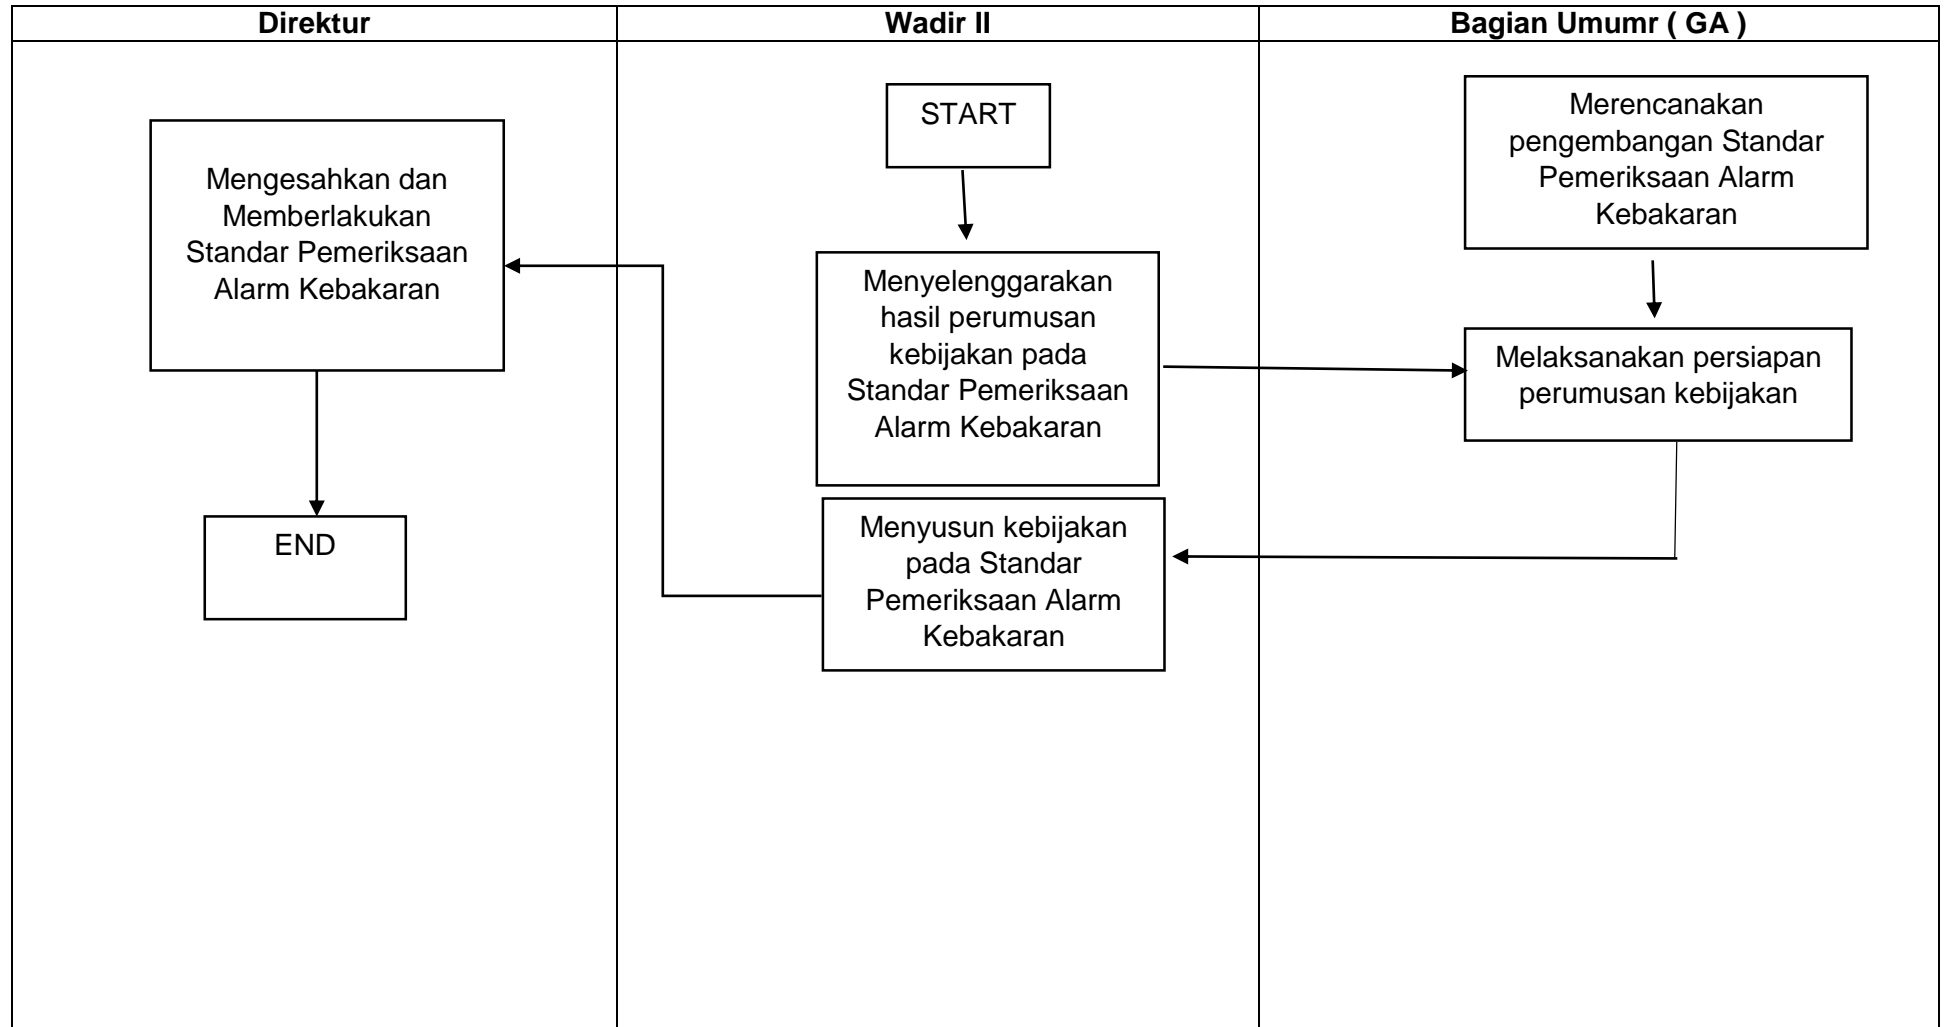 Direktur
Wadir II
Bagian Umumr ( GA )
Mengesahkan dan
Memberlakukan
Standar Pemeriksaan
Alarm Kebakaran
END
START
Menyelenggarakan
hasil perumusan
kebijakan pada
Standar Pemeriksaan
Alarm Kebakaran
Menyusun kebijakan
pada Standar
Pemeriksaan Alarm
Kebakaran
Merencanakan
pengembangan Standar
Pemeriksaan Alarm
Kebakaran
Melaksanakan persiapan
perumusan kebijakan